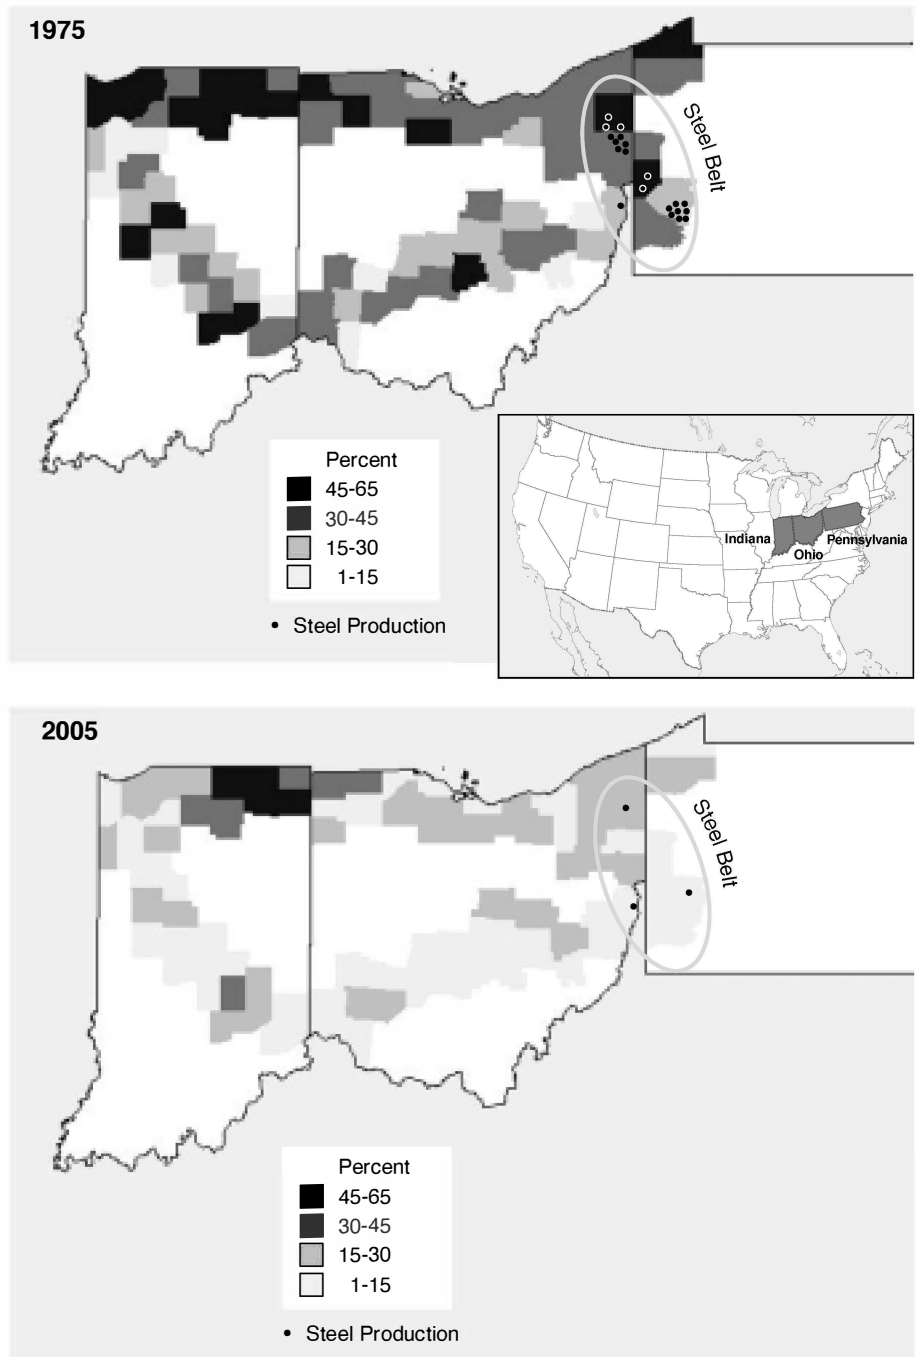 1975
Steel Belt
Percent
45-65
30-45
15-30
1-15
• Steel Production
Indiana
Ohio
Pennsylvania
2005
Steel Belt
Percent
45-65
30-45
15-30
1-15
• Steel Production